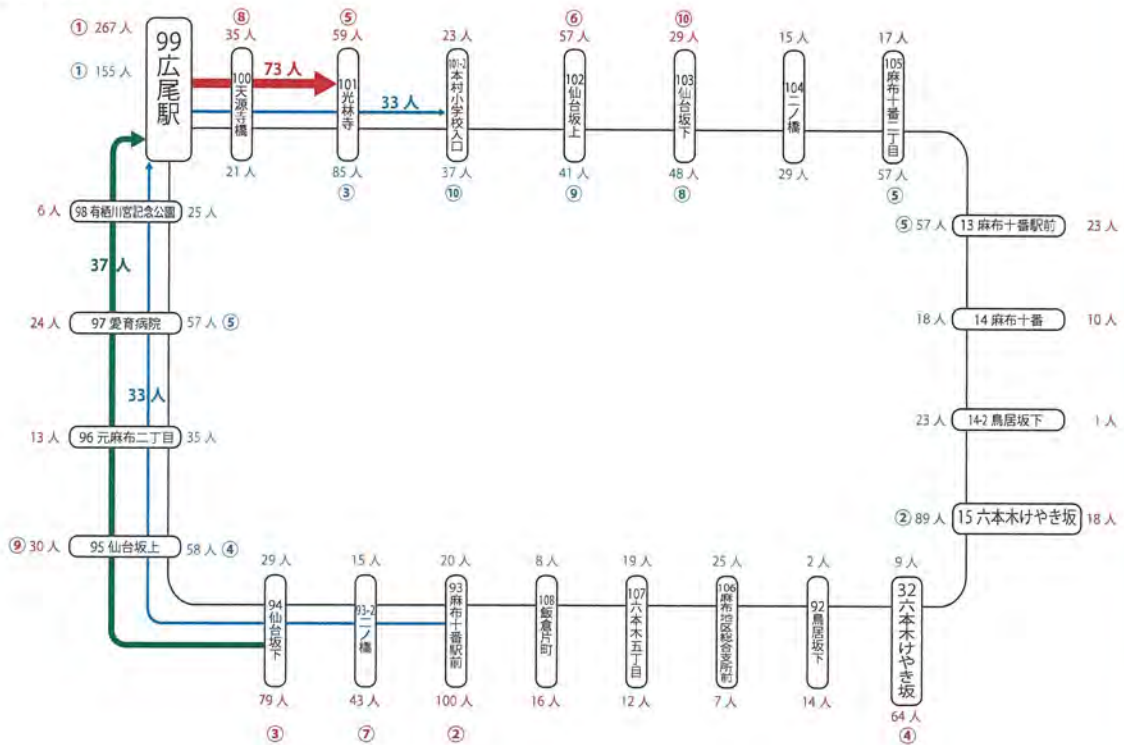 ① 267人
① 155人
99 広尾駅
⑧
35人
100 天源寺橋
21人
73人
⑤
59人
101 光林寺
85人
③
33人
23人
101-2 本村小学校入口
37人
⑩
⑥
57人
102 仙台坂上
41人
⑨
⑩
29人
103 仙台坂下
48人
⑧
15人
104 二ノ橋
29人
17人
105 麻布十番二丁目
57人
⑤
⑤ 57人 13 麻布十番駅前 23人
18人 14 麻布十番 10人
23人 14-2 鳥居坂下 1人
② 89人 15 六本木けやき坂 18人
9人
32 六本木けやき坂
64人
④
2人
92 鳥居坂下
14人
25人
106 麻布地区総合支所前
7人
19人
107 六本木五丁目
12人
8人
108 飯倉片町
16人
20人
93 麻布十番駅前
100人
②
15人
93-2 二ノ橋
43人
⑦
29人
94 仙台坂下
79人
③
⑨ 30人 95 仙台坂上 58人 ④
13人 96 元麻布二丁目 35人
33人
24人 97 愛育病院 57人 ⑤
37人
6人 98 有栖川宮記念公園 25人